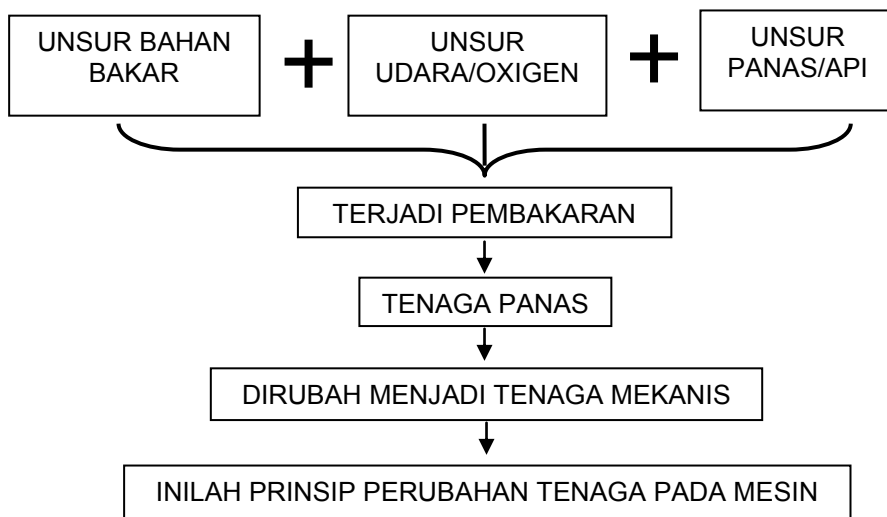 UNSUR BAHAN
BAKAR
+
UNSUR
UDARA/OXIGEN
+
UNSUR
PANAS/API
TERJADI PEMBAKARAN
TENAGA PANAS
DIRUBAH MENJADI TENAGA MEKANIS
INILAH PRINSIP PERUBAHAN TENAGA PADA MESIN